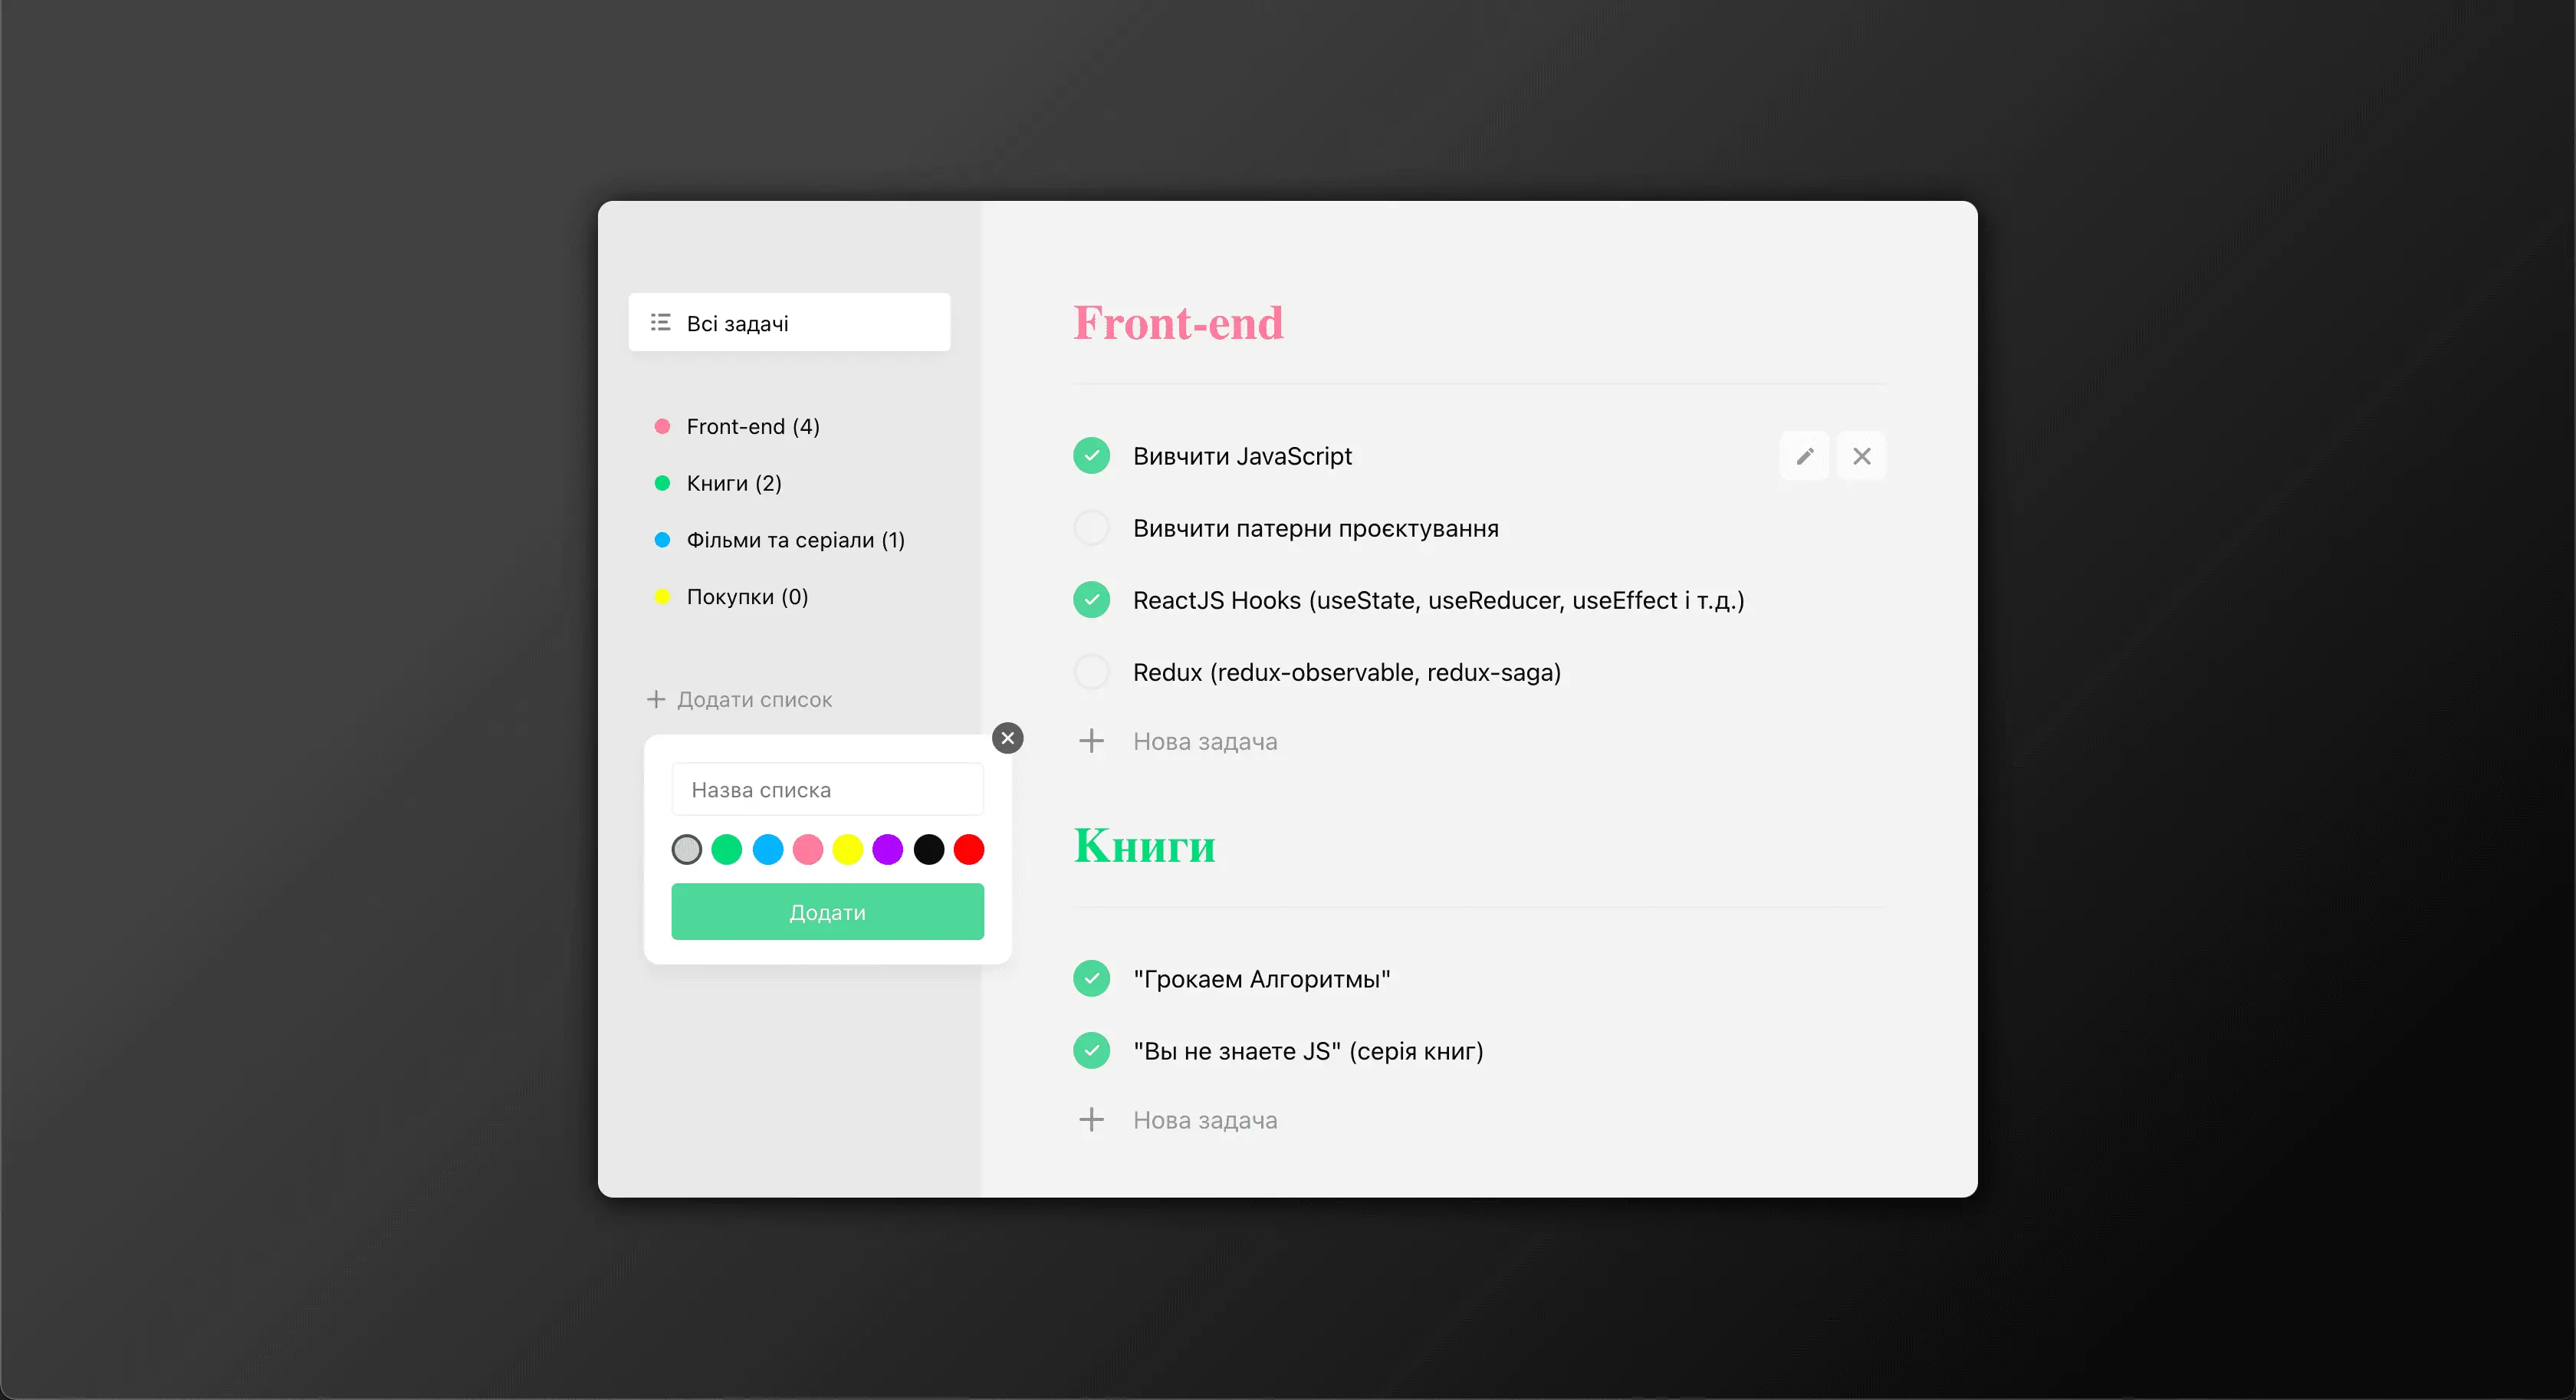 Всі задачі
Front-end (4)
Книги (2)
Фільми та серіали (1)
Покупки (0)
Додати список
Назва списка
Додати
Front-end
Вивчити JavaScript
Вивчити патерни проєктування
ReactJS Hooks (useState, useReducer, useEffect і т.д.)
Redux (redux-observable, redux-saga)
Нова задача
Книги
"Грокаем Алгоритмы"
"Вы не знаете JS" (серія книг)
Нова задача